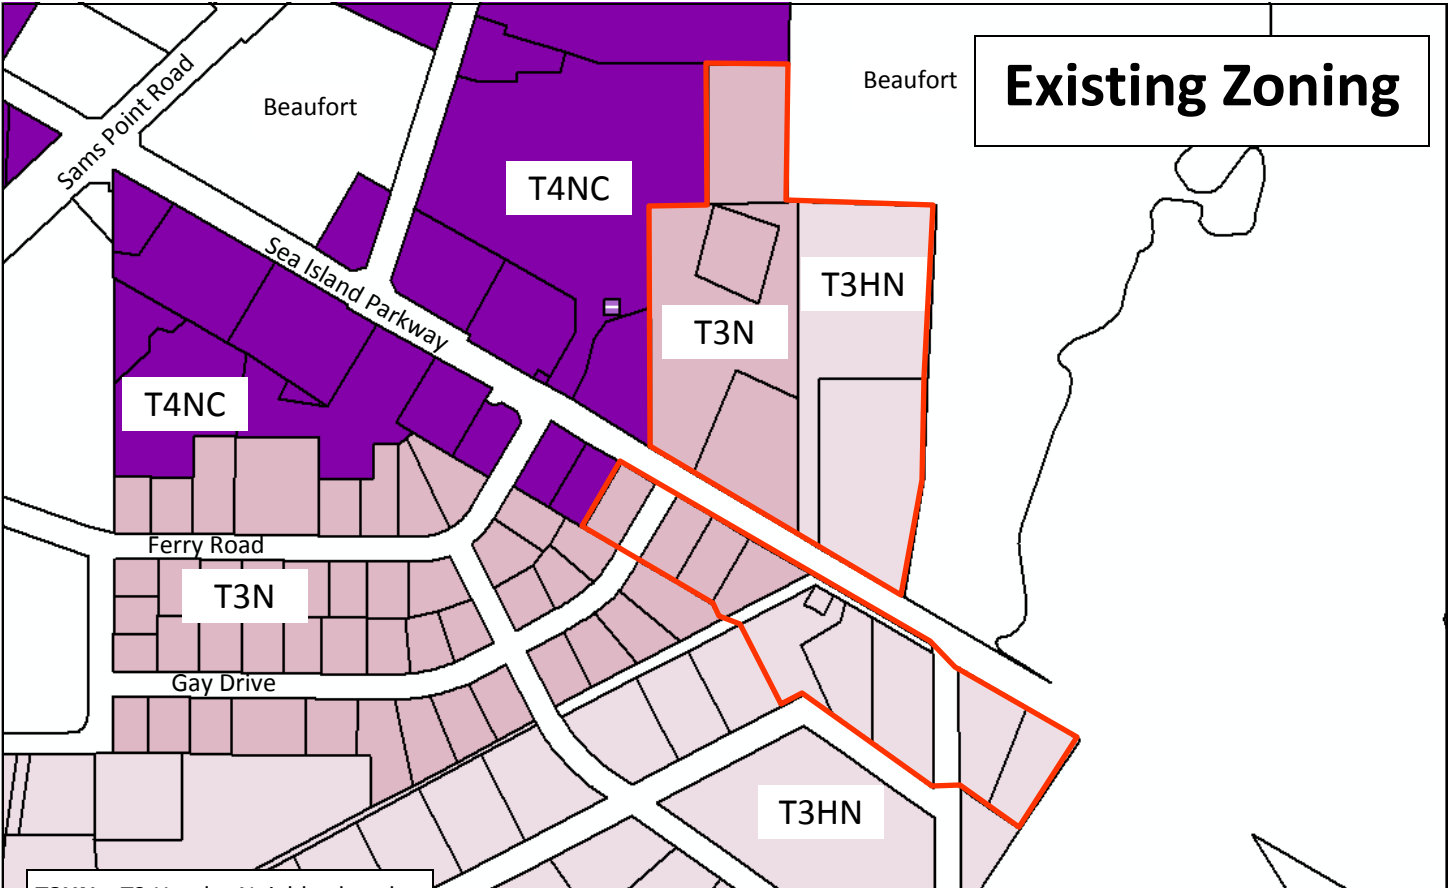 Existing Zoning
Beaufort
Beaufort
Sams Point Road
T4NC
Sea Island Parkway
T3HN
T3N
T4NC
Ferry Road
T3N
Gay Drive
T3HN